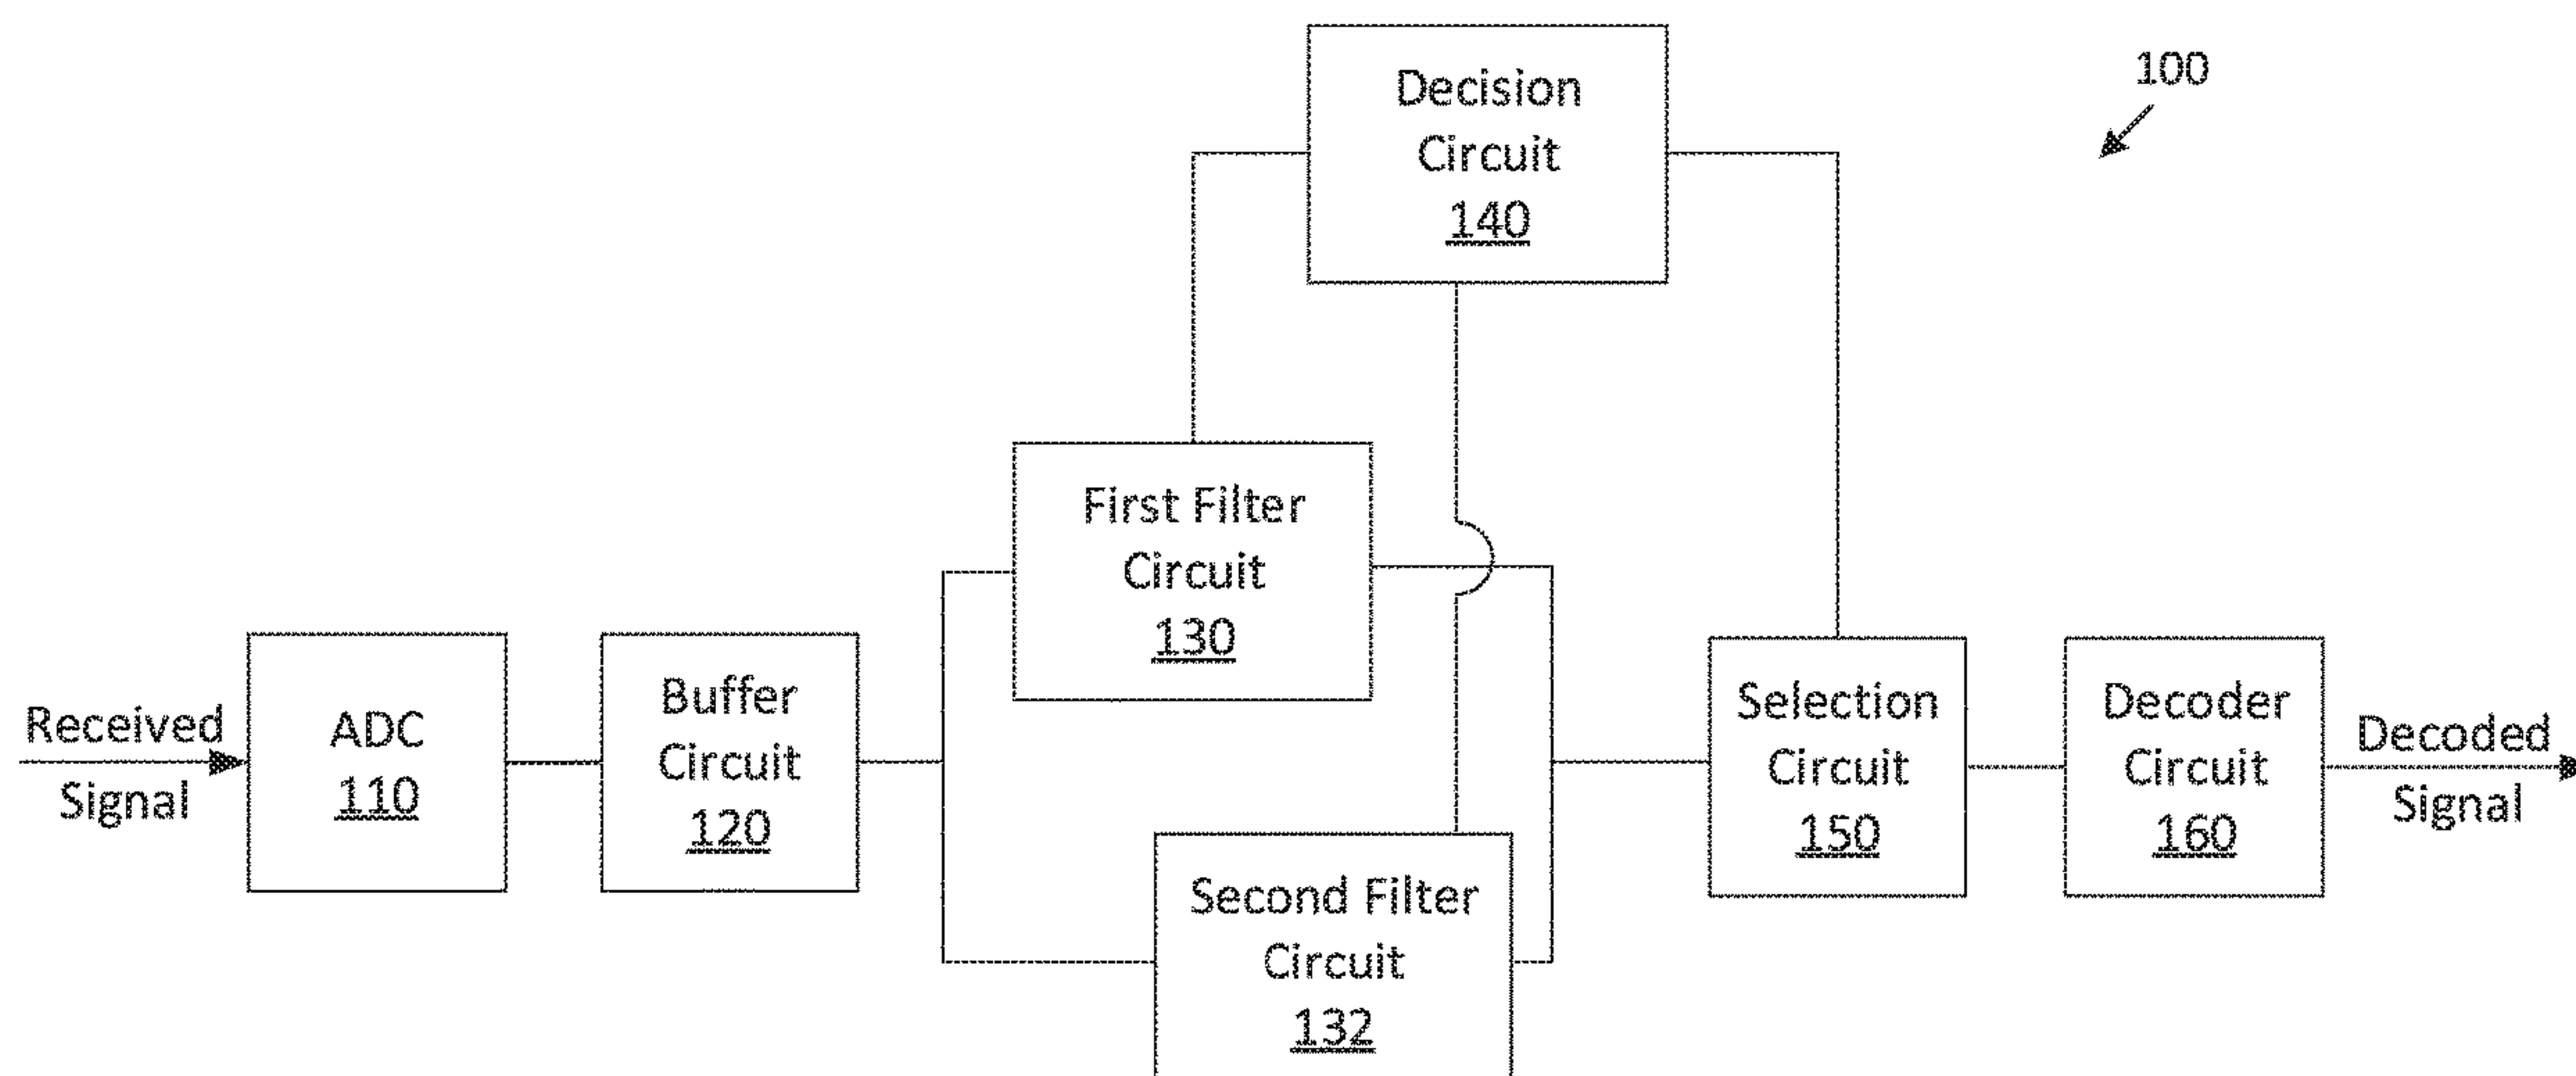 Decision
Circuit
140
100
First Filter
Circuit
130
Received
Signal
ADC
110
Buffer
Circuit
120
Second Filter
Circuit
132
Selection
Circuit
150
Decoder
Circuit
160
Decoded
Signal